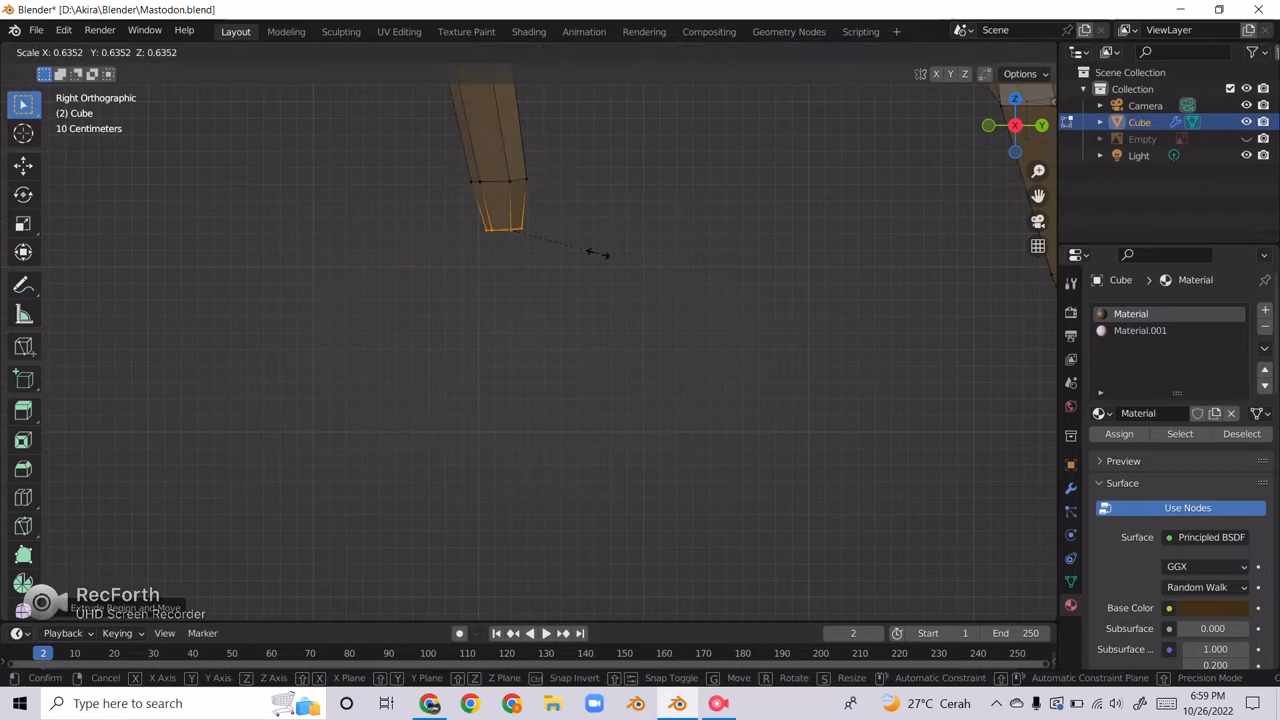 Blender* [D:\Akira\Blender\Mastodon.blend]
File Edit Render Window Help Layout Modeling Sculpting UV Editing Texture Paint Shading Animation Rendering Compositing Geometry Nodes Scripting + Scene ViewLayer
Scale X: 0.6352 Y: 0.6352 Z: 0.6352
X Y Z Options
Right Orthographic
(2) Cube
10 Centimeters
Z
X
Y
Scene Collection
Collection
Camera
Cube
Empty
Light
Cube > Material
Material
Material.001
Material
Assign Select Deselect
Preview
Surface
Use Nodes
Surface Principled BSDF
GGX
Random Walk
Base Color
Subsurface 0.000
Subsurface ... 1.000
0.200
RecForth
Extrude Region and Move
UHD Screen Recorder
Playback Keying View Marker 2 Start 1 End 250
2 10 20 30 40 50 60 70 80 90 100 110 120 130 140 150 160 170 180 190 200 210 220 230 240 250
Confirm Cancel X X Axis Y Y Axis Z Z Axis X X Plane Y Y Plane Z Z Plane Snap Invert Snap Toggle G Move R Rotate S Resize Automatic Constraint Automatic Constraint Plane Precision Mode
Type here to search
27°C Cerah
6:59 PM
10/26/2022